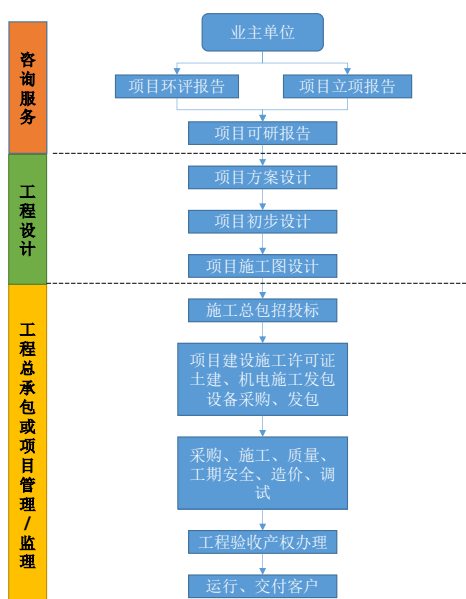 业主单位
咨询服务
项目环评报告
项目立项报告
项目可研报告
工程设计
项目方案设计
项目初步设计
项目施工图设计
工程总承包或项目管理/监理
施工总包招投标
项目建设施工许可证
土建、机电施工发包
设备采购、发包
采购、施工、质量、
工期安全、造价、调
试
工程验收产权办理
运行、交付客户